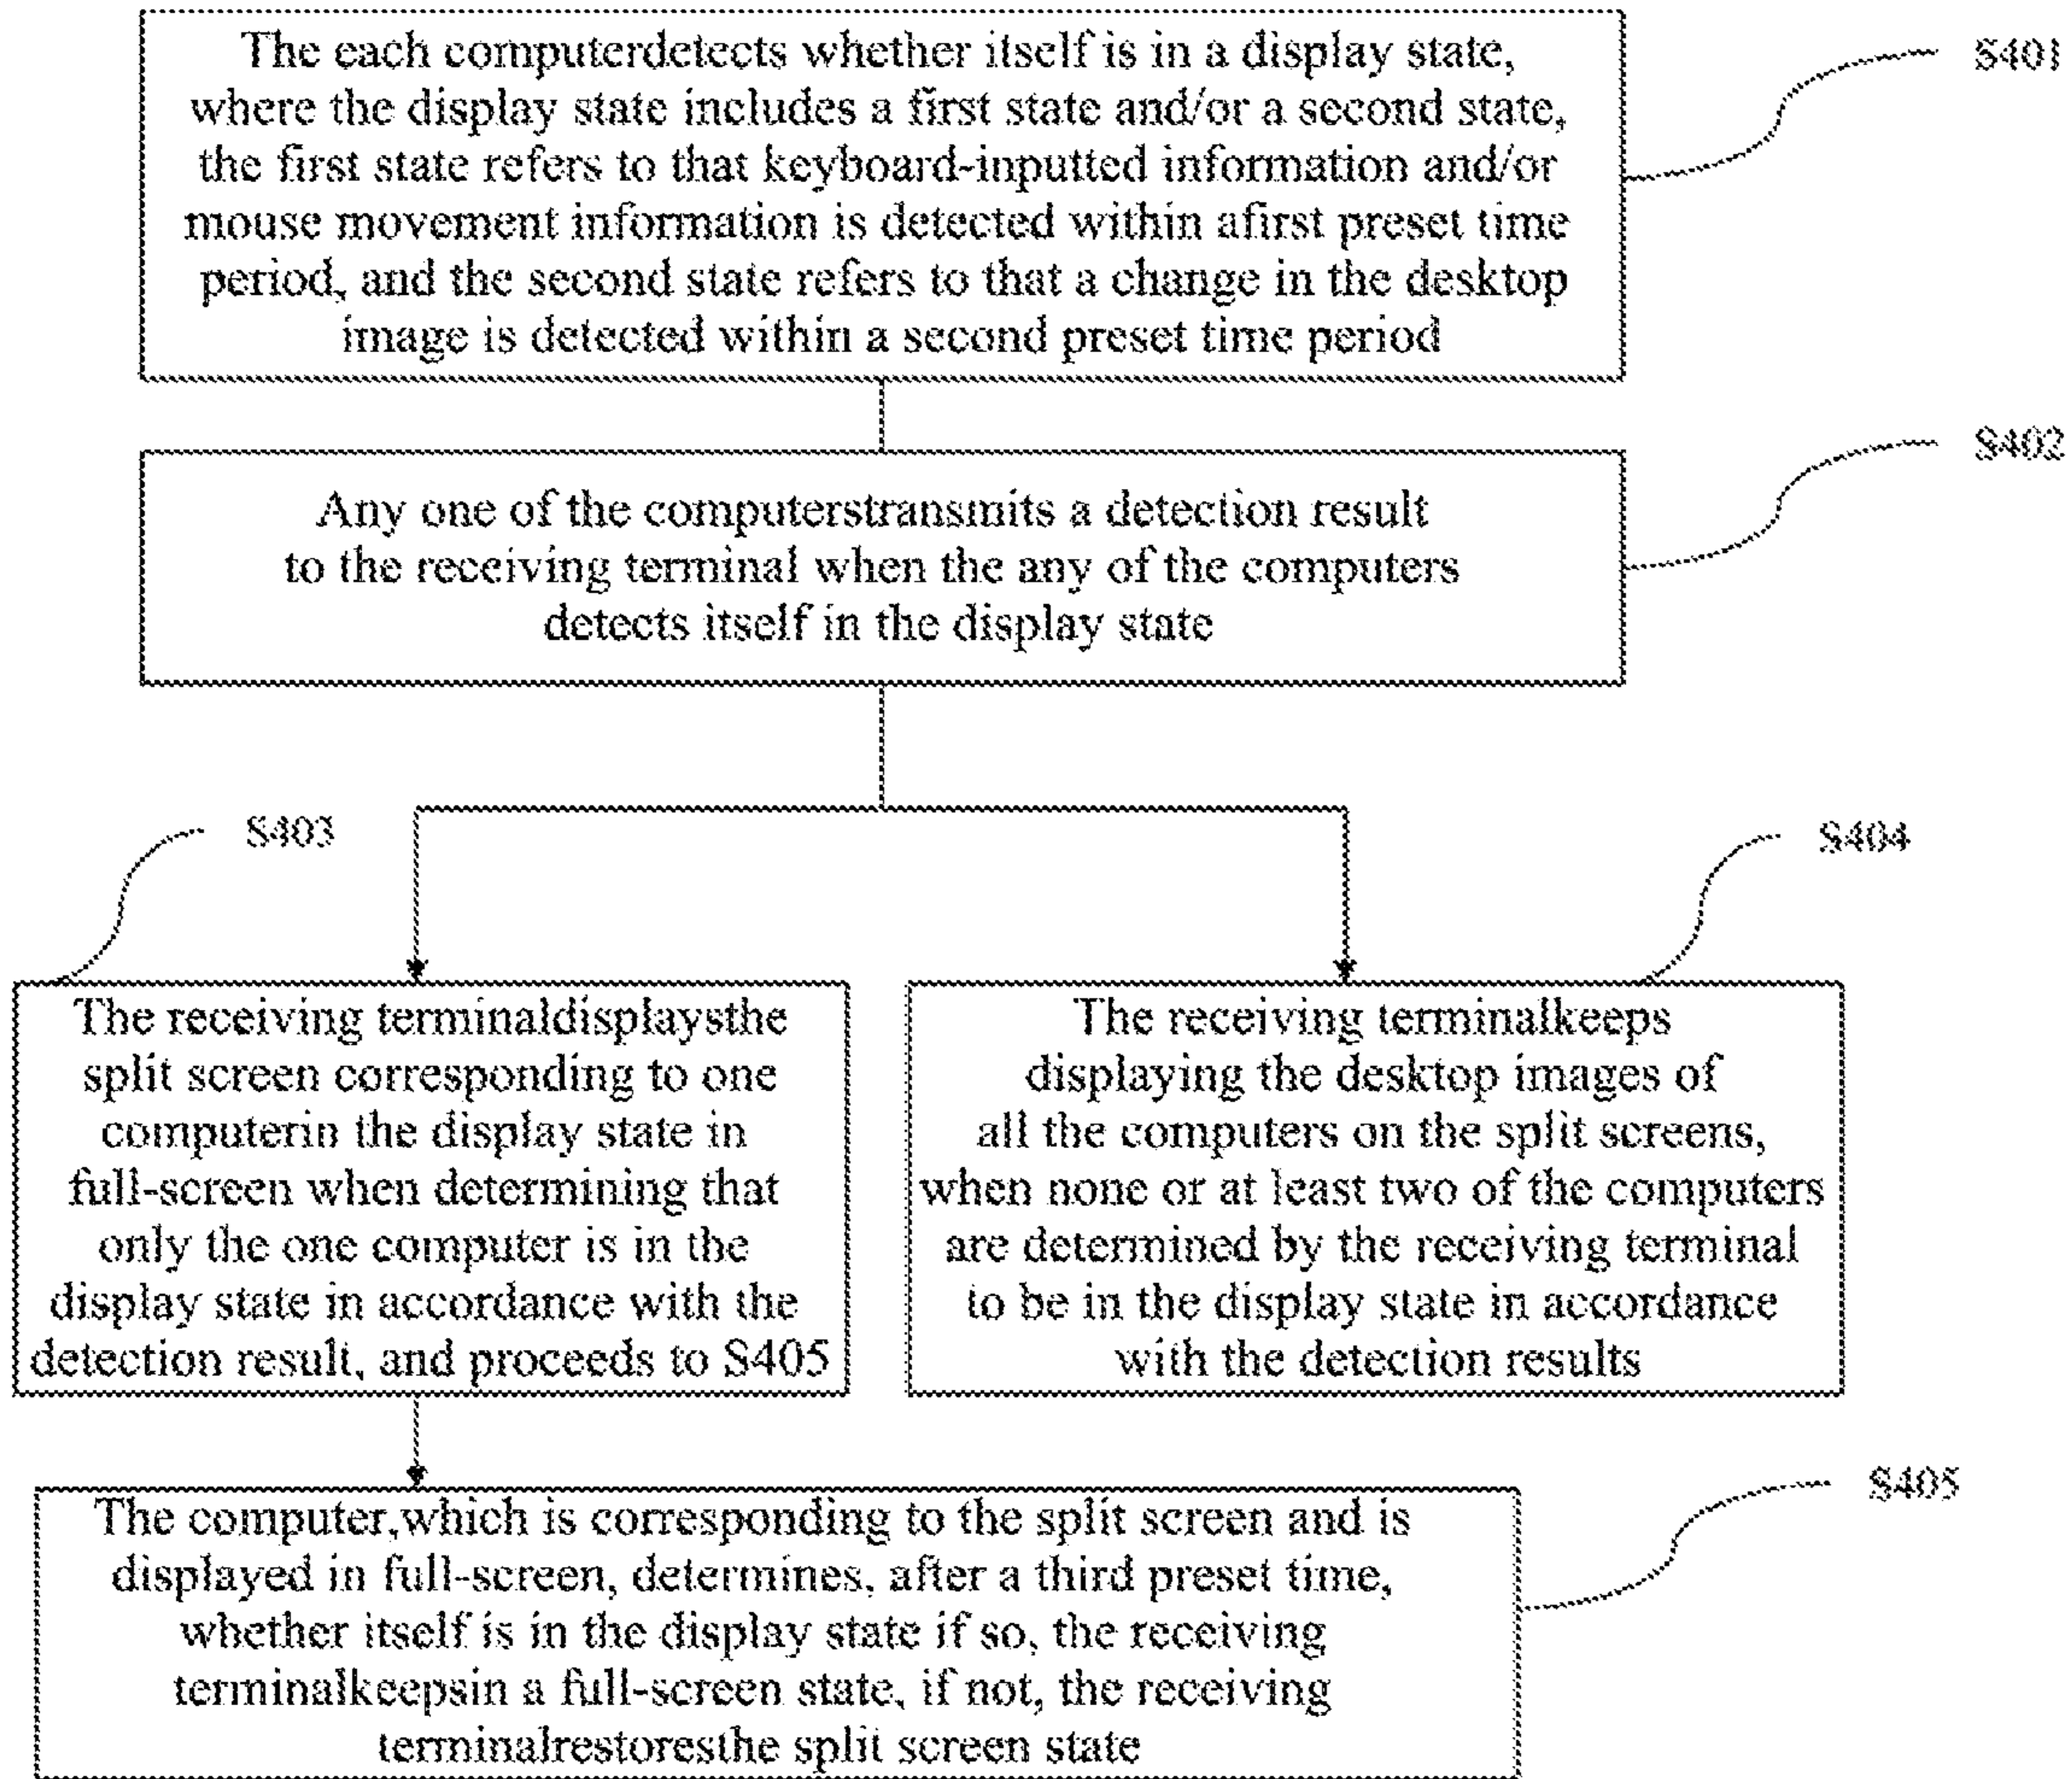 The each computerdetects whether itself is in a display state,
where the display state includes a first state and/or a second state,
the first state refers to that keyboard-inputted information and/or
mouse movement information is detected within afirst preset time
period, and the second state refers to that a change in the desktop
image is detected within a second preset time period
S401
Any one of the computerstransmits a detection result
to the receiving terminal when the any of the computers
detects itself in the display state
S402
S403
The receiving terminaldisplaysthe
split screen corresponding to one
computerin the display state in
full-screen when determining that
only the one computer is in the
display state in accordance with the
detection result, and proceeds to S405
S404
The receiving terminalkeeps
displaying the desktop images of
all the computers on the split screens,
when none or at least two of the computers
are determined by the receiving terminal
to be in the display state in accordance
with the detection results
The computer,which is corresponding to the split screen and is
displayed in full-screen, determines, after a third preset time,
whether itself is in the display state if so, the receiving
terminalkeepsin a full-screen state, if not, the receiving
terminalrestoresthe split screen state
S405